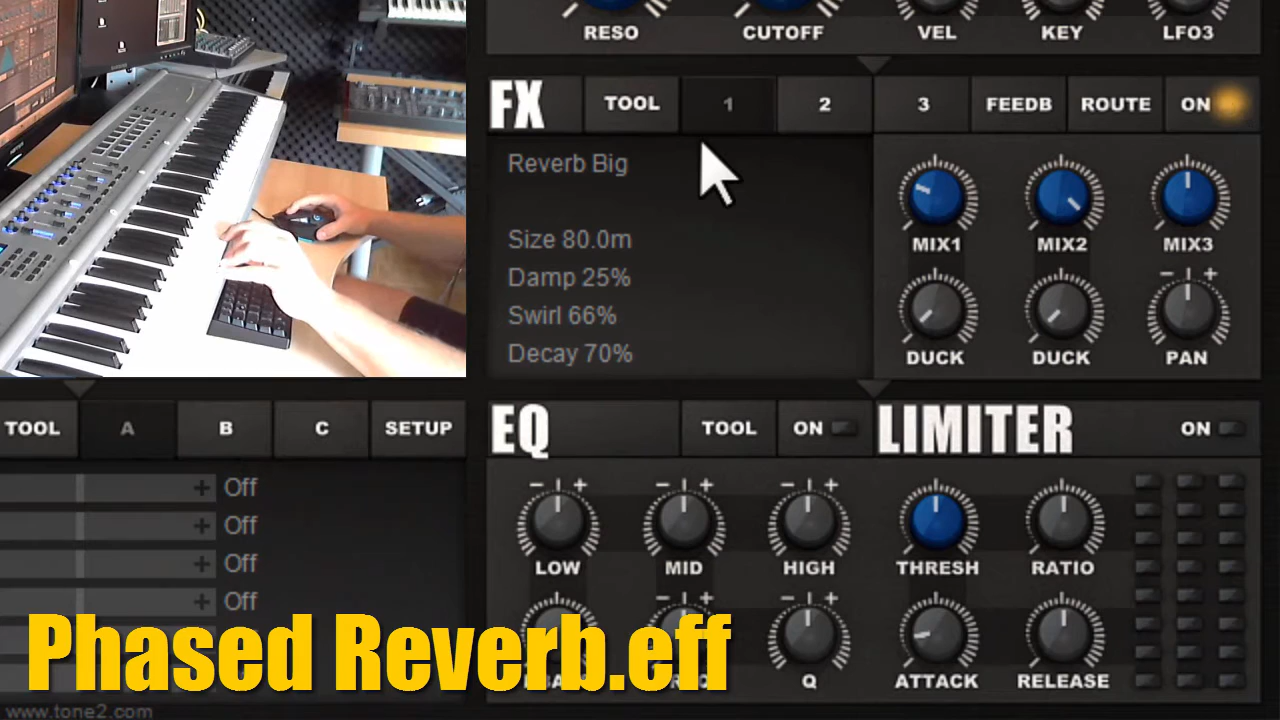 RESO CUTOFF VEL KEY LFO3
FX TOOL 1 2 3 FEEDB ROUTE ON
Reverb Big
Size 80.0m
Damp 25%
Swirl 66%
Decay 70%
MIX1 MIX2 MIX3
DUCK DUCK PAN
TOOL A B C SETUP
EQ TOOL ON LIMITER ON
Off
Off
Off
Off
LOW MID HIGH THRESH RATIO
Q ATTACK RELEASE
Phased Reverb.eff
www.tone2.com